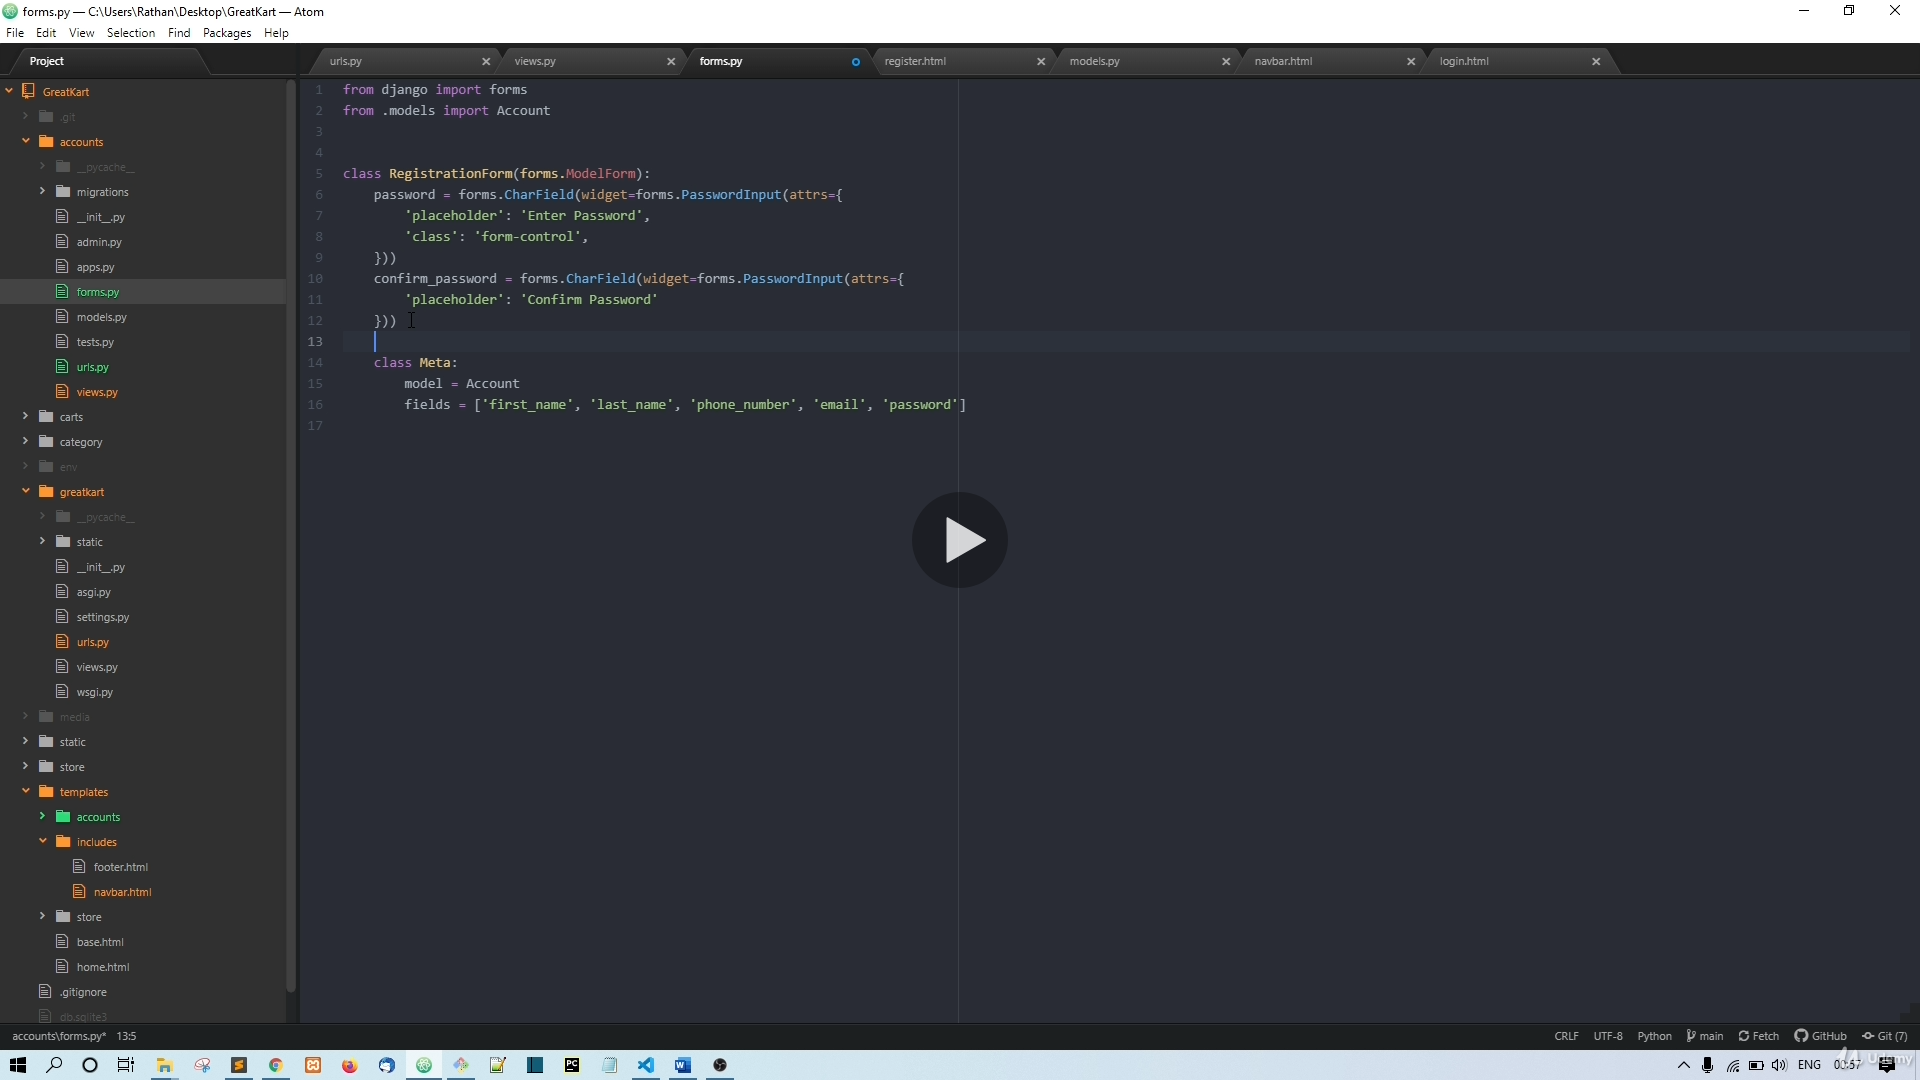 forms.py — C:\Users\Rathan\Desktop\GreatKart — Atom
File Edit View Selection Find Packages Help
Project
urls.py
views.py
forms.py
register.html
models.py
navbar.html
login.html
GreatKart
.git
accounts
__pycache__
migrations
__init__.py
admin.py
apps.py
forms.py
models.py
tests.py
urls.py
views.py
carts
category
env
greatkart
__pycache__
static
__init__.py
asgi.py
settings.py
urls.py
views.py
wsgi.py
media
static
store
templates
accounts
includes
footer.html
navbar.html
store
base.html
home.html
.gitignore
db.sqlite3
1 from django import forms
2 from .models import Account
3
4
5 class RegistrationForm(forms.ModelForm):
6 password = forms.CharField(widget=forms.PasswordInput(attrs={
7 'placeholder': 'Enter Password',
8 'class': 'form-control',
9 }))
10 confirm_password = forms.CharField(widget=forms.PasswordInput(attrs={
11 'placeholder': 'Confirm Password'
12 }))
13
14 class Meta:
15 model = Account
16 fields = ['first_name', 'last_name', 'phone_number', 'email', 'password']
17
accounts\forms.py* 13:5
CRLF UTF-8 Python main Fetch GitHub Git (7)
PC
ENG
00:57
Udemy